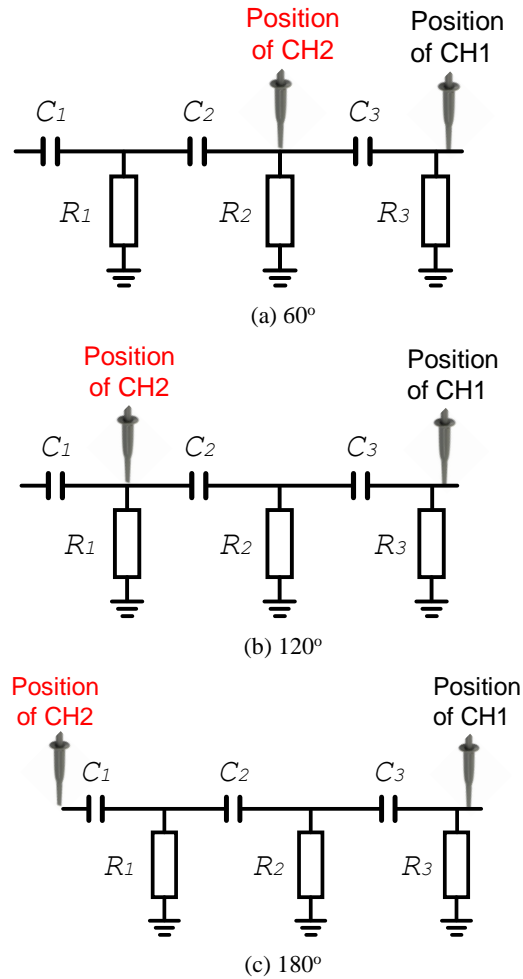 Position
of CH2
Position
of CH1
C1
C2
C3
R1
R2
R3
(a) 60º
Position
of CH2
Position
of CH1
C1
C2
C3
R1
R2
R3
(b) 120º
Position
of CH2
Position
of CH1
C1
C2
C3
R1
R2
R3
(c) 180º